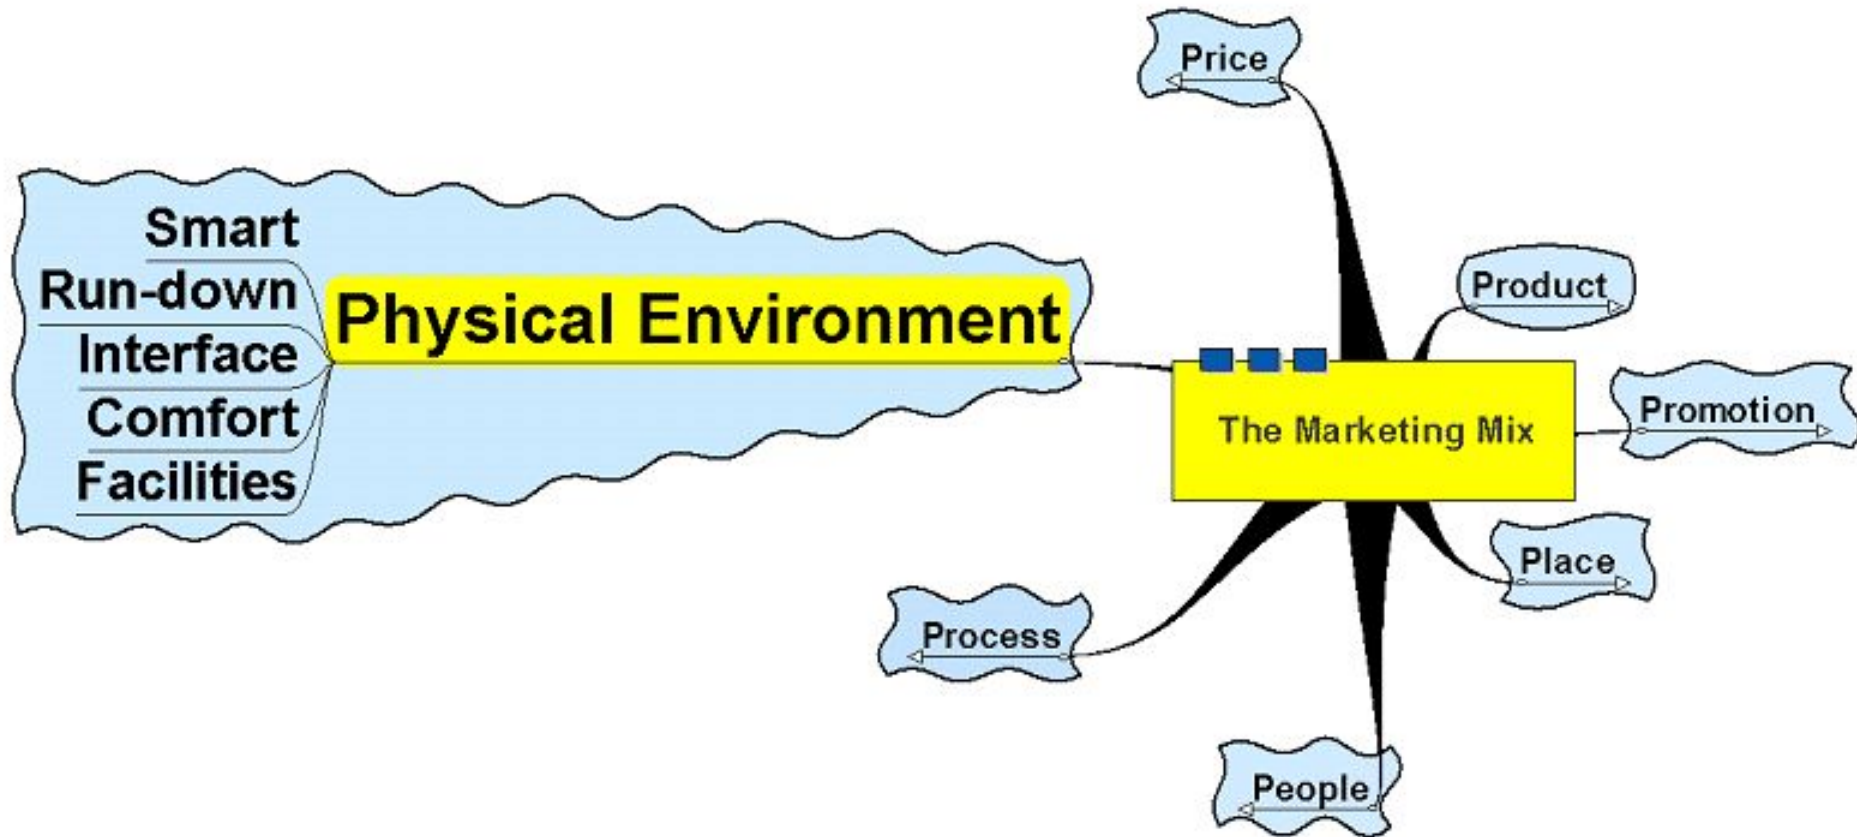 Price
Smart
Run-down
Interface
Comfort
Facilities
Physical Environment
Product
Promotion
The Marketing Mix
Place
Process
People